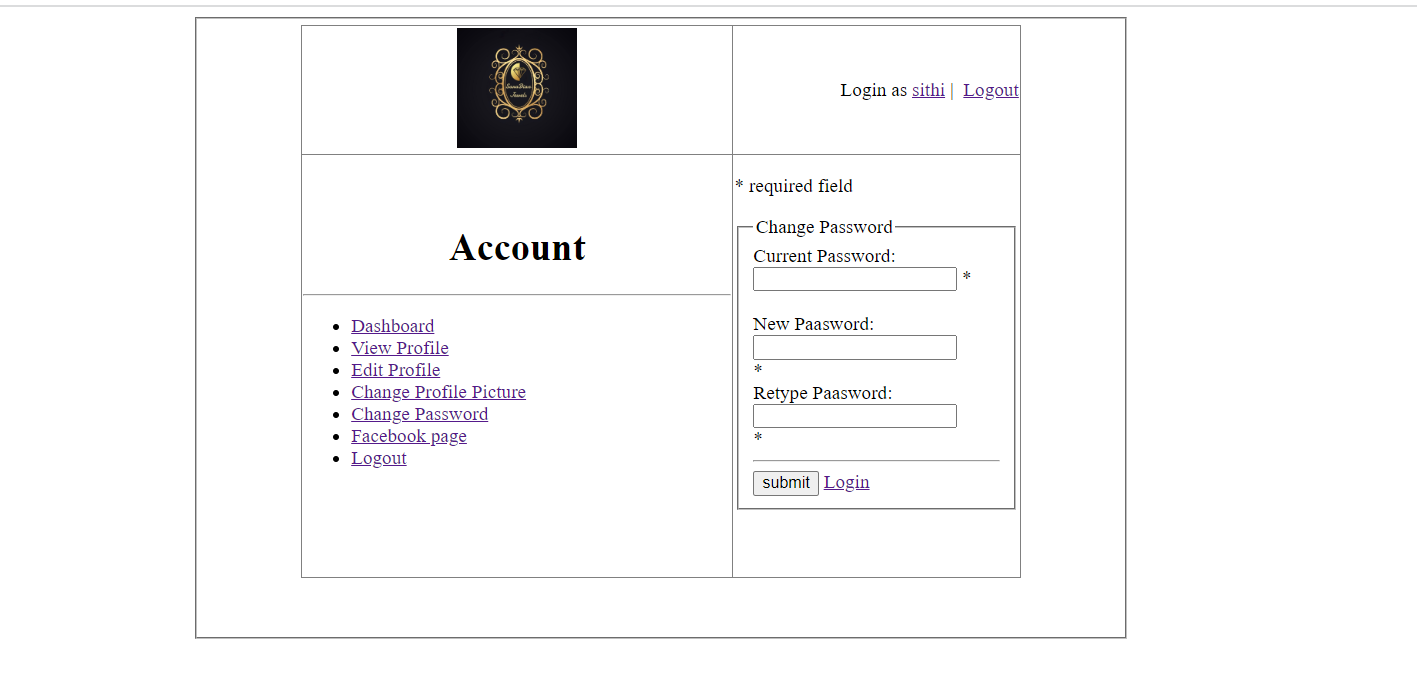 Login as sithi | Logout
Account
Dashboard
View Profile
Edit Profile
Change Profile Picture
Change Password
Facebook page
Logout
* required field
Change Password
Current Password:
*
New Paasword:
*
Retype Paasword:
*
submit Login